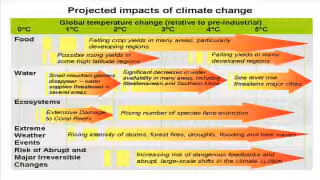 Projected impacts of climate change
Global temperature change (relative to pre-industrial)
0°C 1°C 2°C 3°C 4°C 5°C
Food
Falling crop yields in many areas, particularly
developing regions
Possible rising yields in
some high latitude regions
Falling yields in many
developed regions
Water
Small mountain glaciers
disappear – water
supplies threatened in
several areas
Significant decreases in water
availability in many areas, including
Mediterranean and Southern Africa
Sea level rise
threatens major cities
Ecosystems
Extensive Damage
to Coral Reefs
Rising number of species face extinction
Extreme
Weather
Events
Rising intensity of storms, forest fires, droughts, flooding and heat waves
Risk of Abrupt and
Major Irreversible
Changes
Increasing risk of dangerous feedbacks and
abrupt, large-scale shifts in the climate system